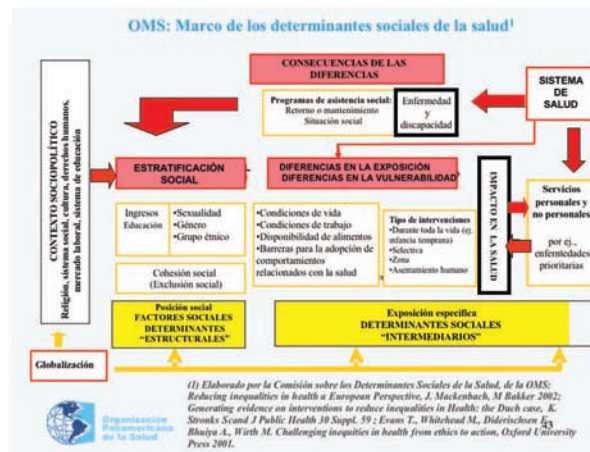 OMS: Marco de los determinantes sociales de la salud¹
CONSECUENCIAS DE LAS
DIFERENCIAS
SISTEMA
DE
SALUD
Programas de asistencia social:
Retorno o mantenimiento
Situación social
Enfermedad
y
discapacidad
CONTEXTO SOCIOPOLÍTICO
Religión, sistema social, cultura, derechos humanos,
mercado laboral, sistema de educación
ESTRATIFICACIÓN
SOCIAL
DIFERENCIAS EN LA EXPOSICIÓN
DIFERENCIAS EN LA VULNERABILIDAD
Ingresos
Educación
•Sexualidad
•Género
•Grupo étnico
Cohesión social
(Exclusión social)
•Condiciones de vida
•Condiciones de trabajo
•Disponibilidad de alimentos
•Barreras para la adopción de
comportamientos
relacionados con la salud
Tipo de intervenciones
•Durante toda la vida (ej.
infancia temprana)
•Selectiva
•Zona
•Asentamiento humano
IMPACTO EN LA SALUD
Servicios
personales y
no personales
por ej.,
enfermedades
prioritarias
Posición social
FACTORES SOCIALES
DETERMINANTES
“ESTRUCTURALES”
Exposición específica
DETERMINANTES SOCIALES
“INTERMEDIARIOS”
Globalización
(1) Elaborado por la Comisión sobre los Determinantes Sociales de la Salud, de la OMS:
Reducing inequalities in health a European Perspective, J. Mackenbach, M Bakker 2002;
Generating evidence on interventions to reduce inequalities in Health: the Duch case, K.
Stronks Scand J Public Health 30 Suppl. 59 ; Evans T., Whitehead M., Diderischsen F.,
Bhuiya A., Wirth M. Challenging inequities in health from ethics to action, Oxford University
Press 2001.
43
Organización
Panamericana
de la Salud